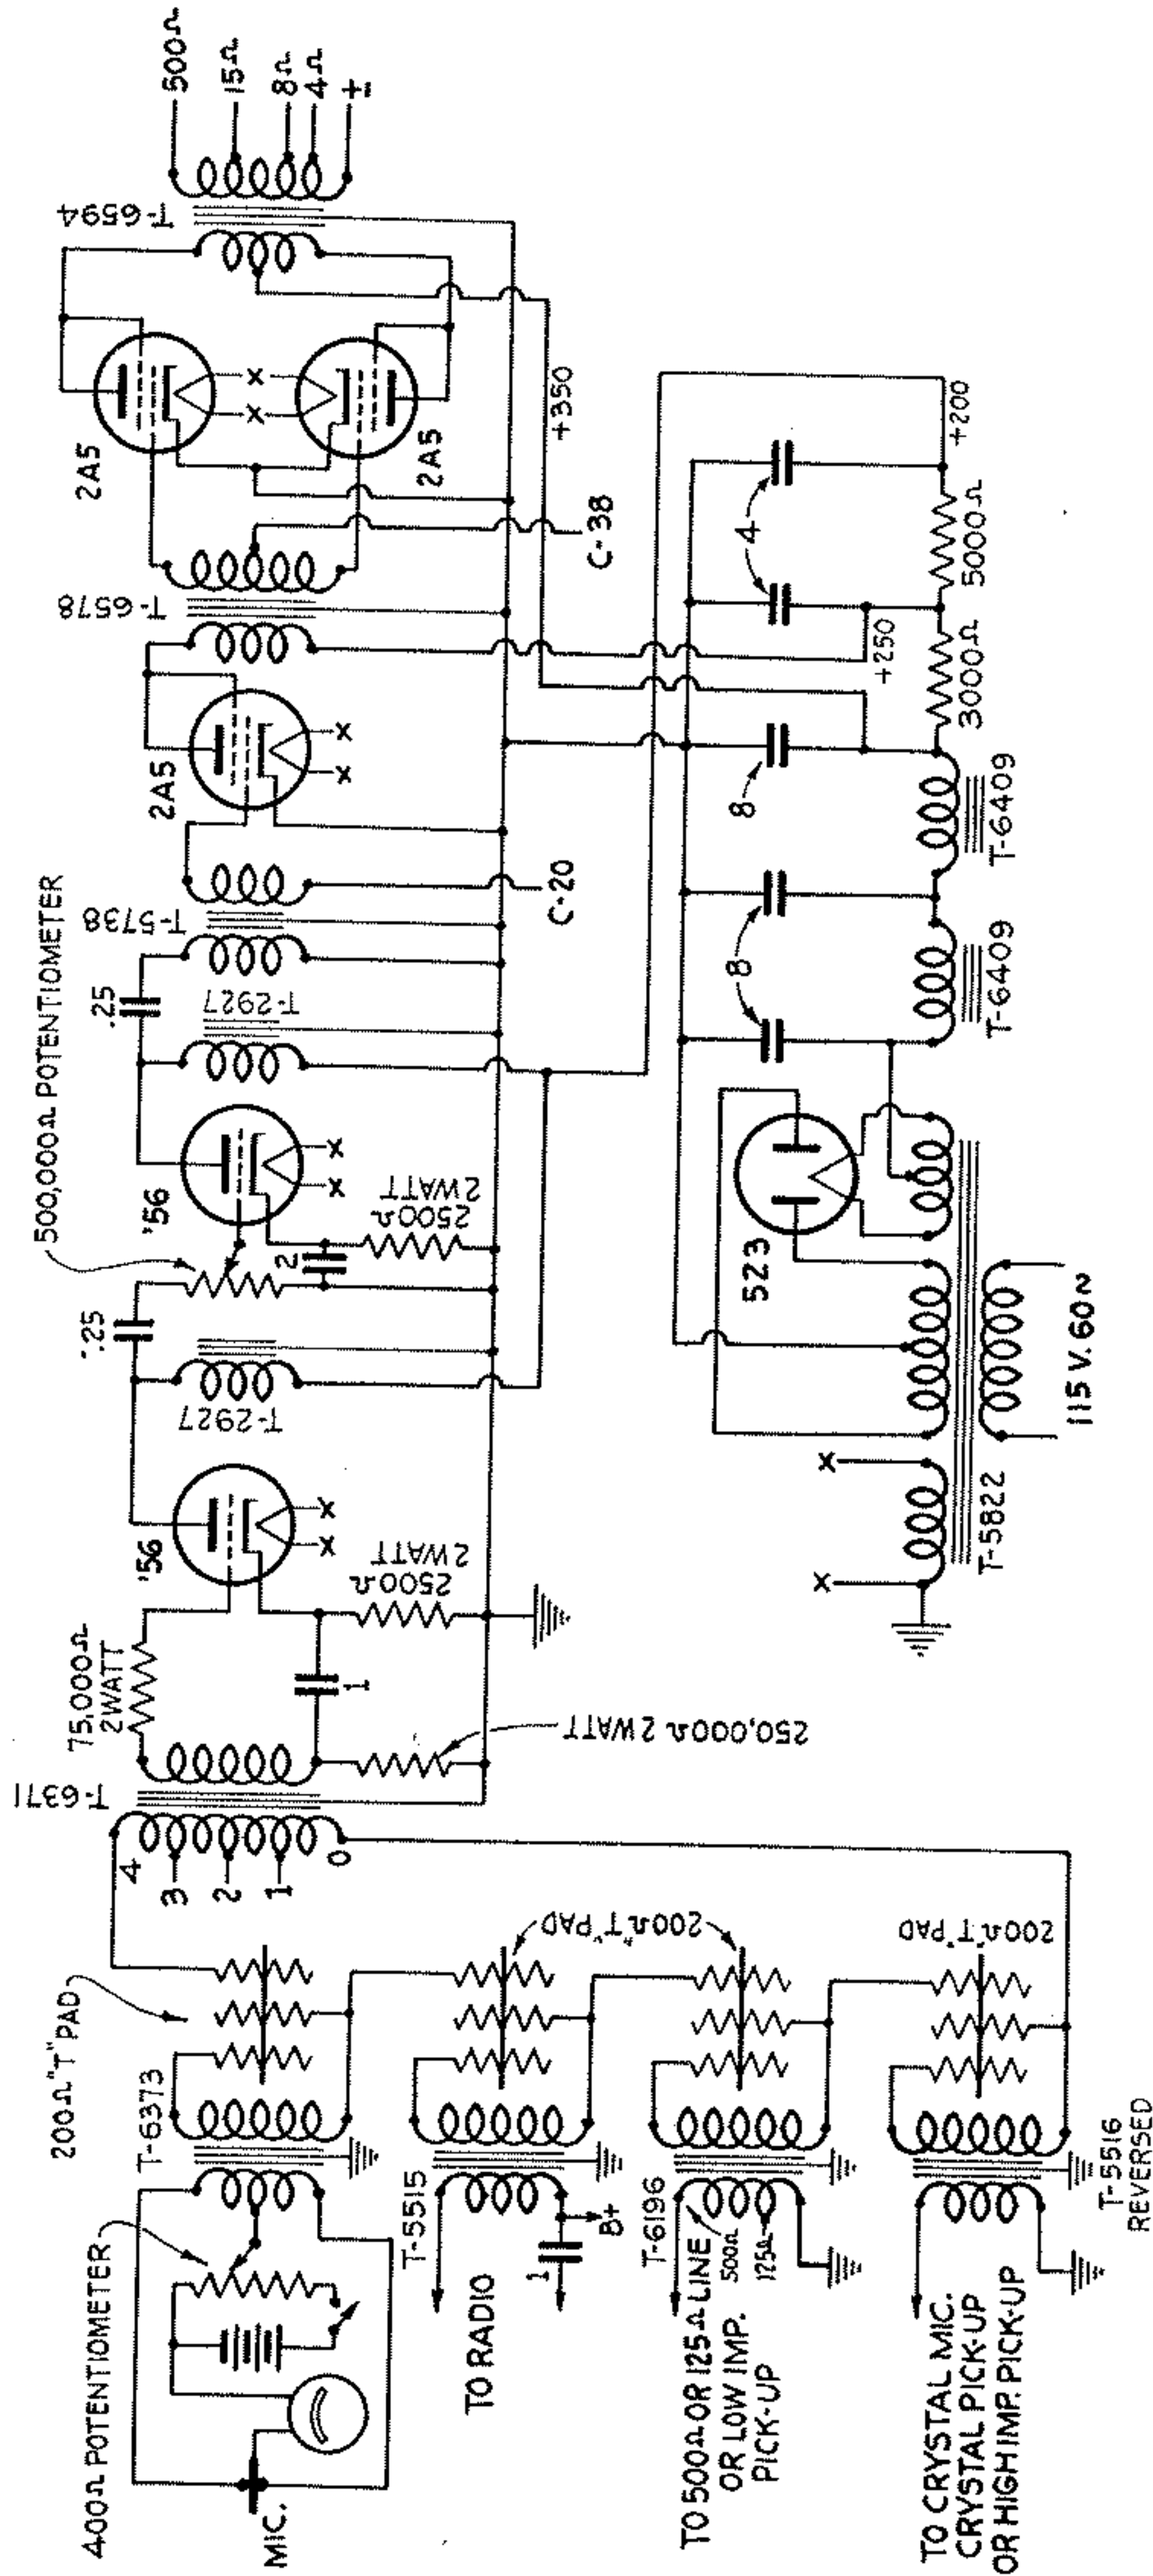 400Ω POTENTIOMETER
200Ω "T" PAD
T-6373
MIC.
T-5515
TO RADIO
1
B+
T-6196
TO 500Ω OR 125Ω LINE
OR LOW IMP.
PICK-UP
500Ω
125Ω
TO CRYSTAL MIC.
CRYSTAL PICK-UP
OR HIGH IMP. PICK-UP
T-5516
REVERSED
200Ω "T" PAD
200Ω "T" PAD
T-6371
4
3
2
1
0
75,000Ω
2 WATT
1
250,000Ω 2 WATT
'56
X X
2500Ω
2 WATT
T-2927
.25
500,000Ω POTENTIOMETER
'56
X X
2
2500Ω
2 WATT
T-2927
.25
T-5738
C-20
2A5
X X
T-6578
C-38
2A5
X X
2A5
T-6594
500Ω
15Ω
8Ω
4Ω
±
+350
T-5822
X
X
115 V. 60~
523
8
8
T-6409
T-6409
3000Ω
+250
4
5000Ω
+200